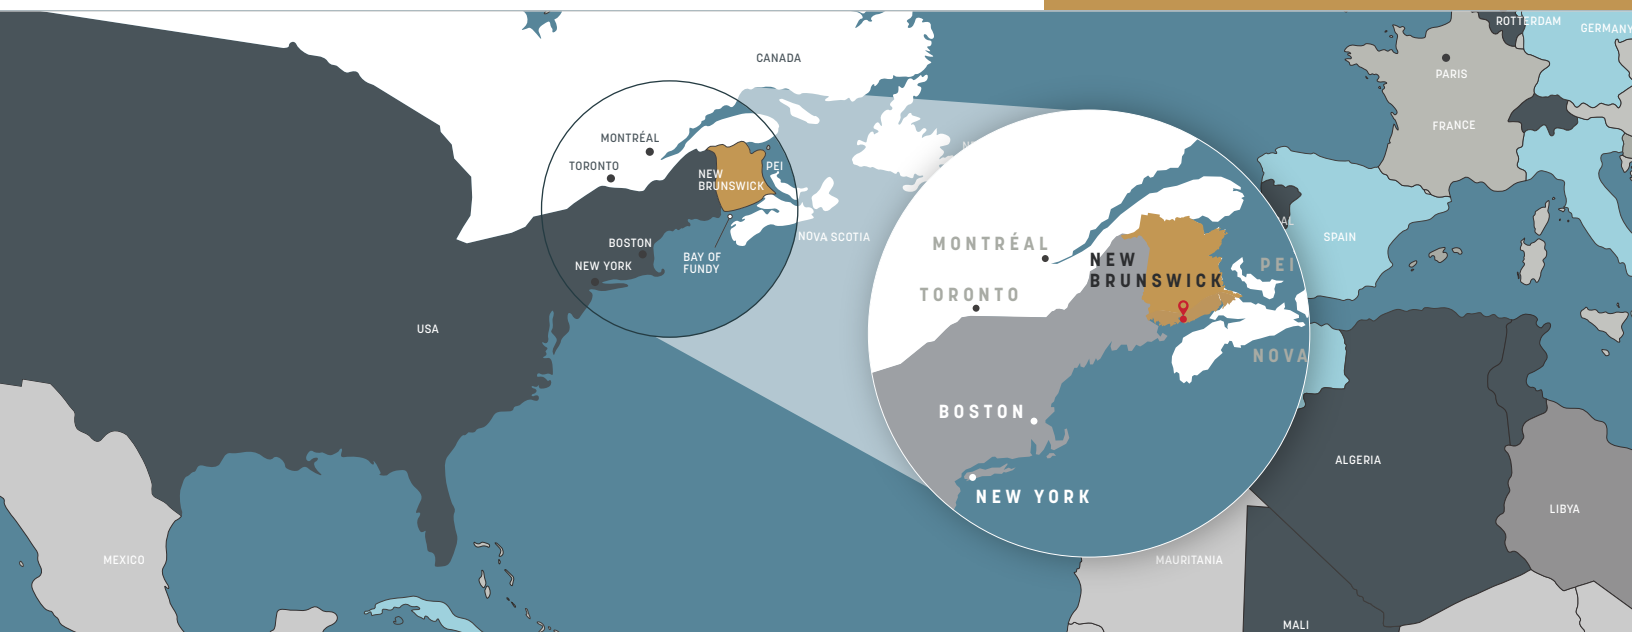 ROTTERDAM
GERMANY
CANADA
PARIS
FRANCE
MONTRÉAL
TORONTO
PEI
NEW
BRUNSWICK
NOVA SCOTIA
BOSTON
BAY OF
FUNDY
NEW YORK
USA
SPAIN
MONTRÉAL
NEW
BRUNSWICK
PEI
TORONTO
NOVA
BOSTON
NEW YORK
ALGERIA
LIBYA
MEXICO
MAURITANIA
MALI